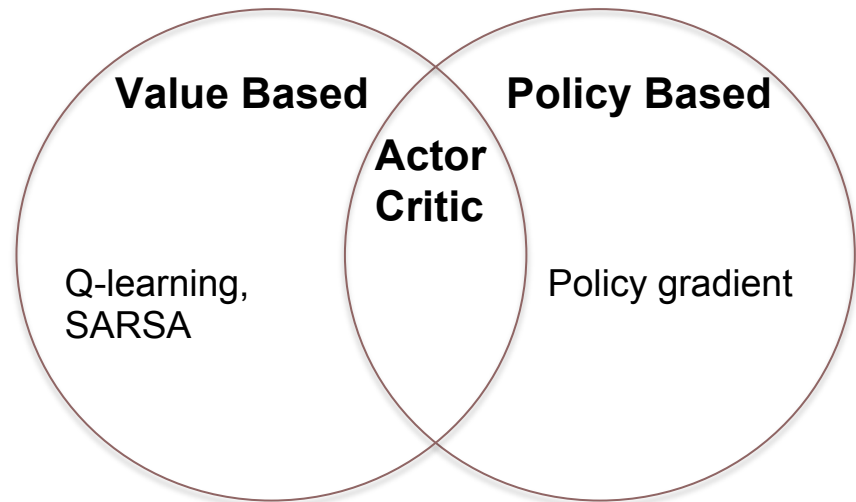 Value Based
Policy Based
Actor
Critic
Q-learning,
SARSA
Policy gradient